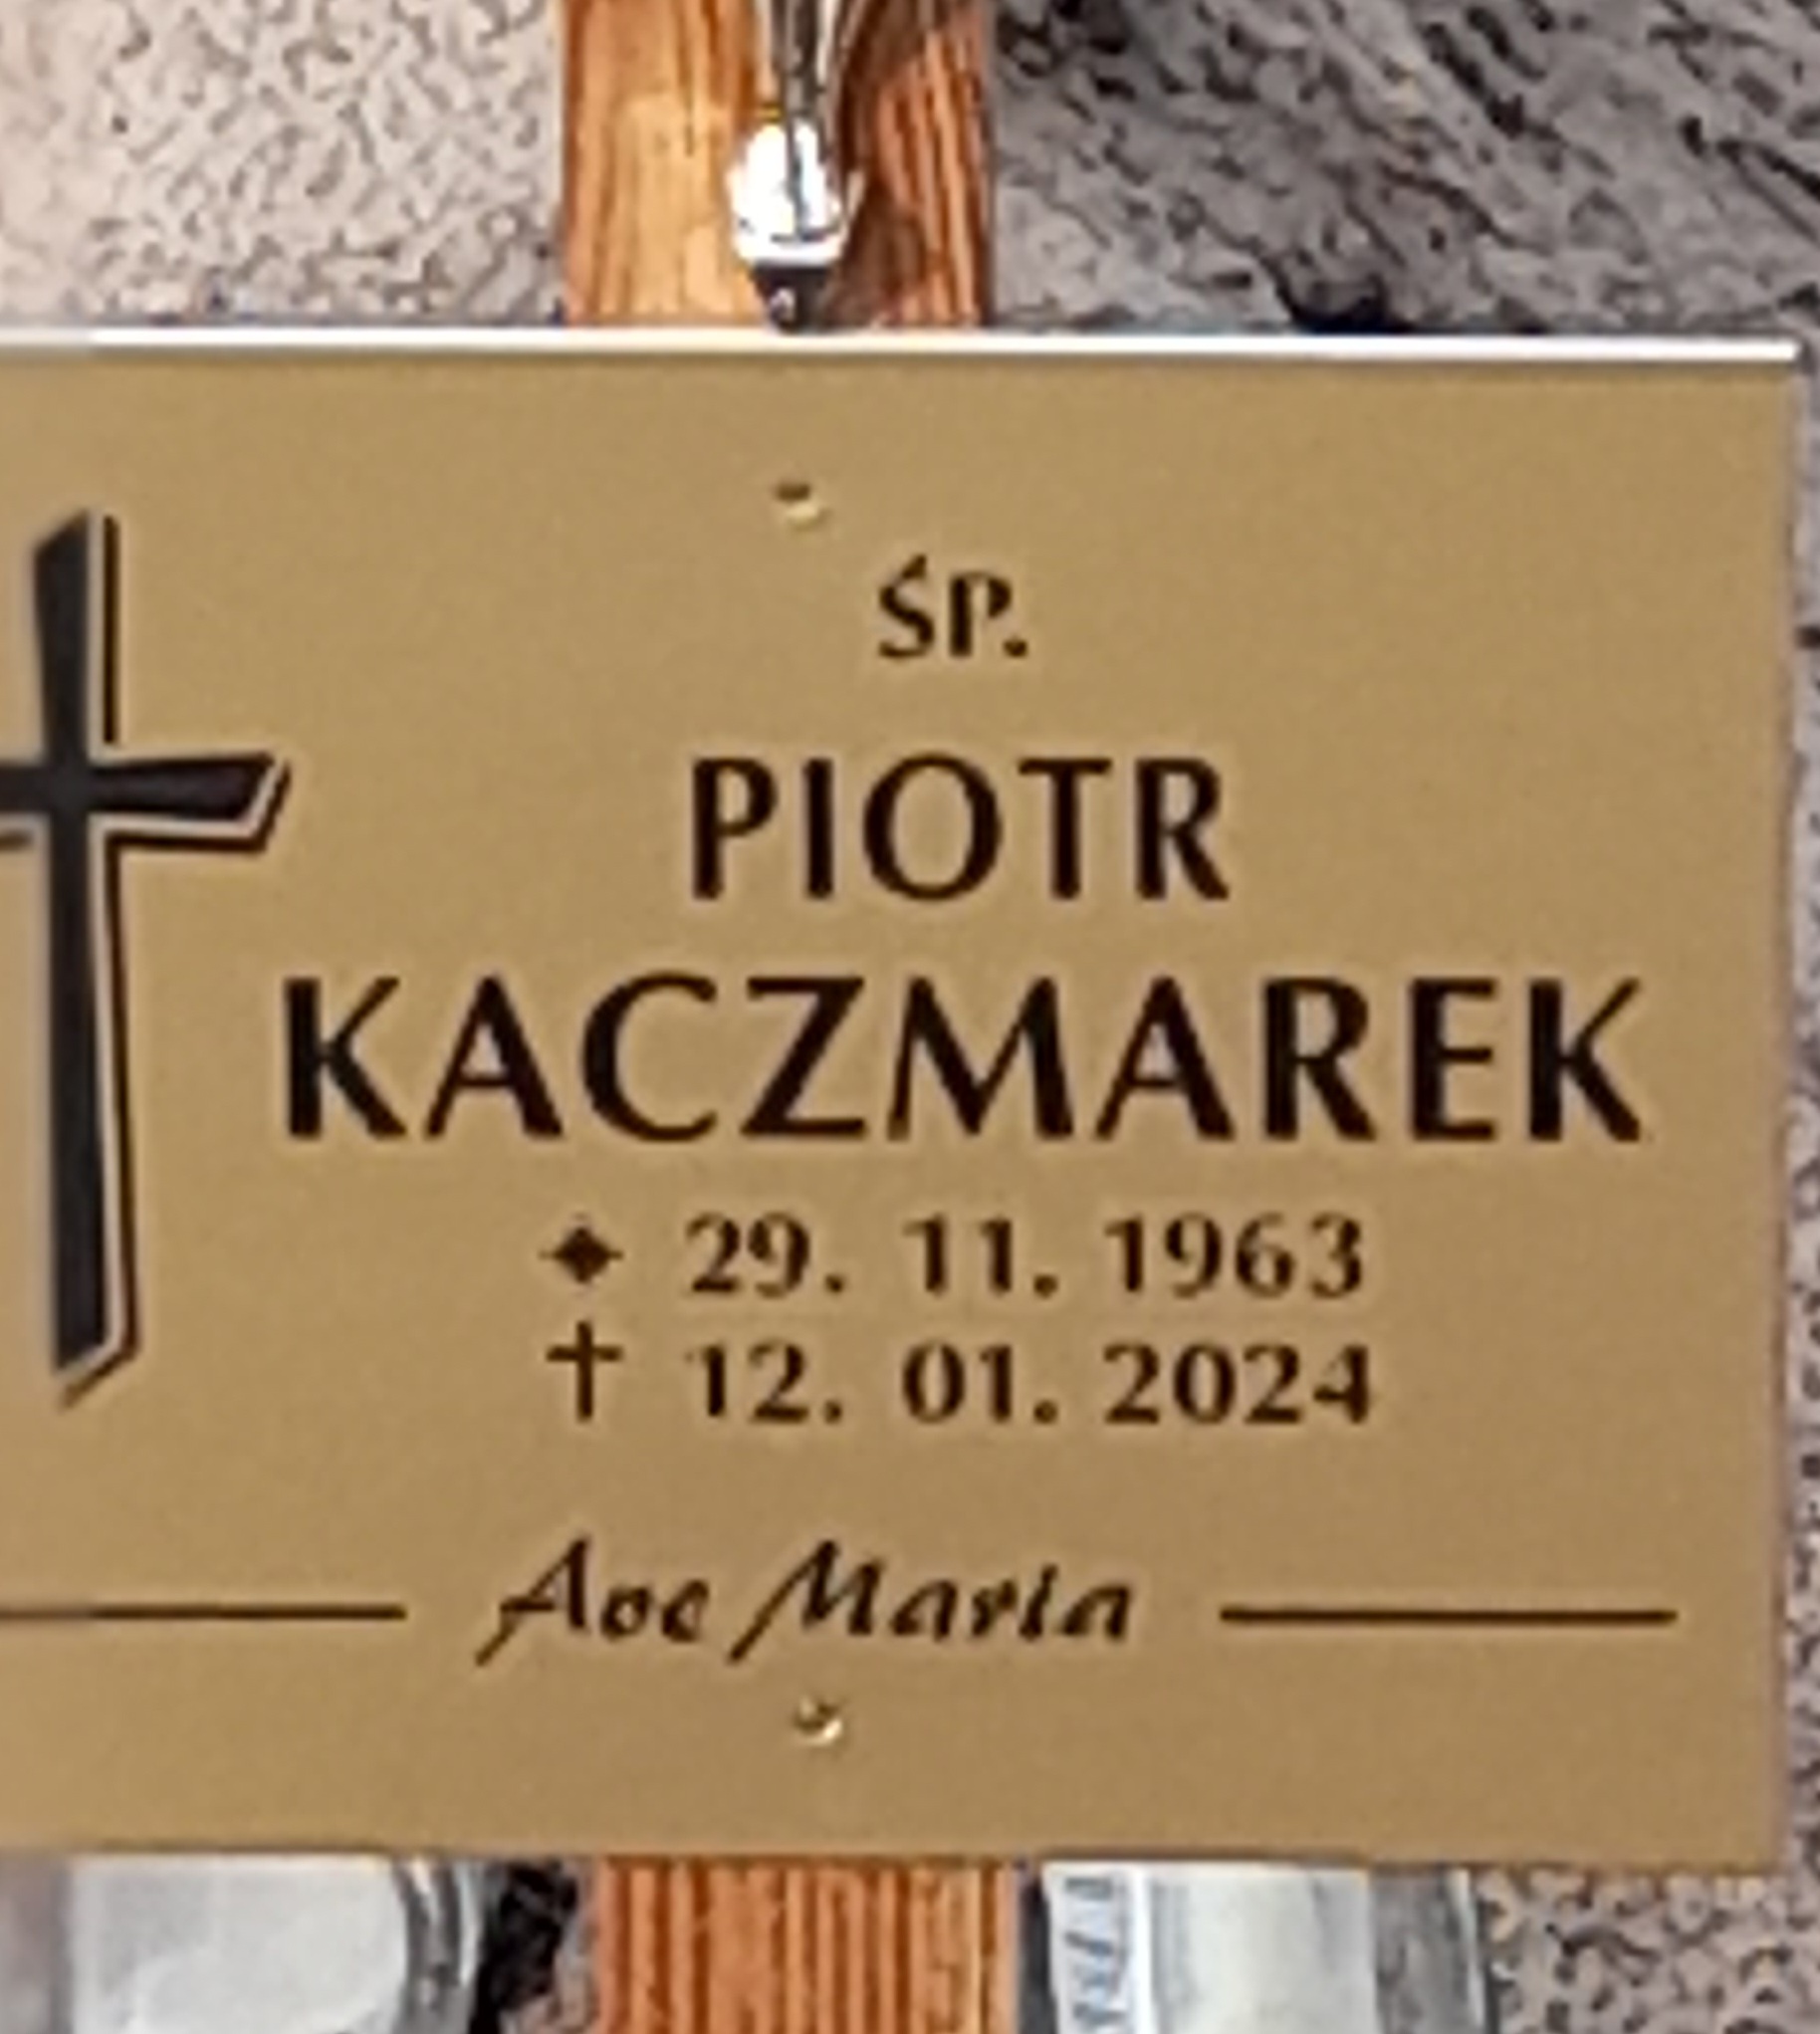 ŚP.
PIOTR
KACZMAREK
✦ 29. 11. 1963
✝ 12. 01. 2024
Ave Maria